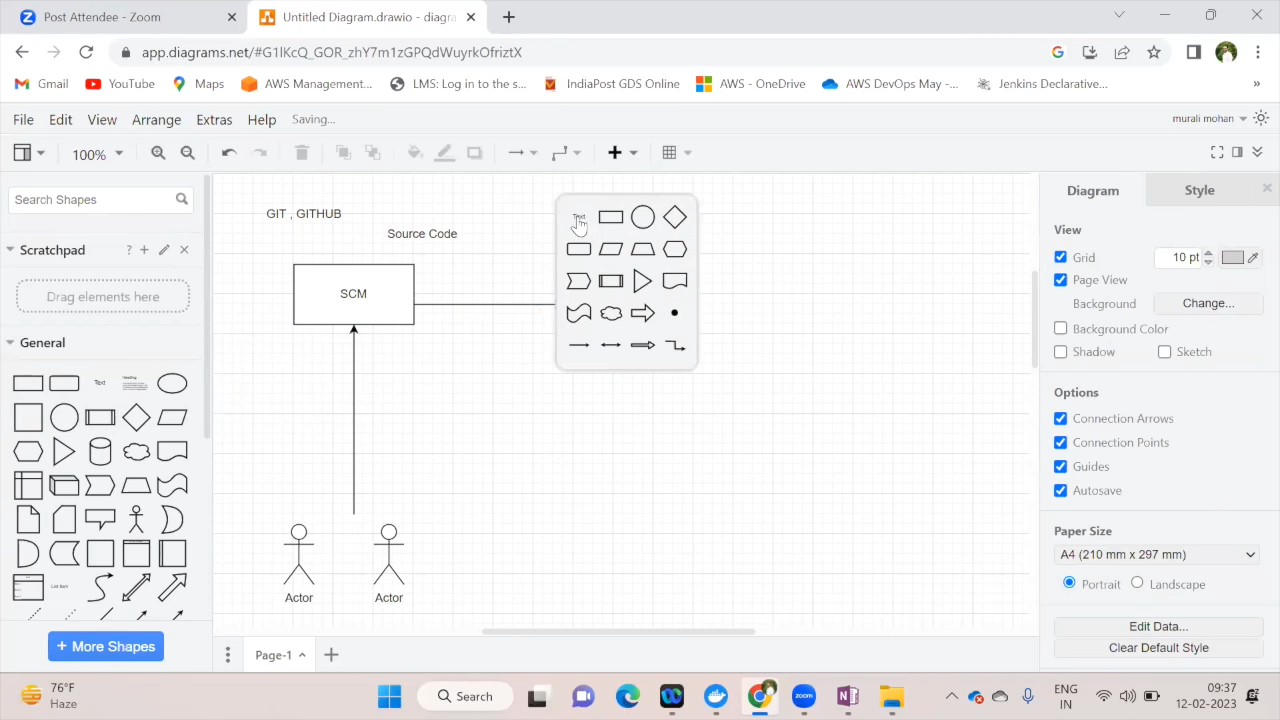 Post Attendee - Zoom
Untitled Diagram.drawio - diagra
app.diagrams.net/#G1lKcQ_GOR_zhY7m1zGPQdWuyrkOfriztX
Gmail
YouTube
Maps
AWS Management...
LMS: Log in to the s...
IndiaPost GDS Online
AWS - OneDrive
AWS DevOps May -...
Jenkins Declarative...
»
File
Edit
View
Arrange
Extras
Help
Saving...
murali mohan
100%
Search Shapes
Scratchpad
?
Drag elements here
General
Text
Heading
List Item
+ More Shapes
GIT , GITHUB
Source Code
SCM
Text
Actor
Actor
Page-1
Diagram
Style
View
Grid
10 pt
Page View
Background
Change...
Background Color
Shadow
Sketch
Options
Connection Arrows
Connection Points
Guides
Autosave
Paper Size
A4 (210 mm x 297 mm)
Portrait
Landscape
Edit Data...
Clear Default Style
76°F
Haze
Search
ENG
IN
09:37
12-02-2023